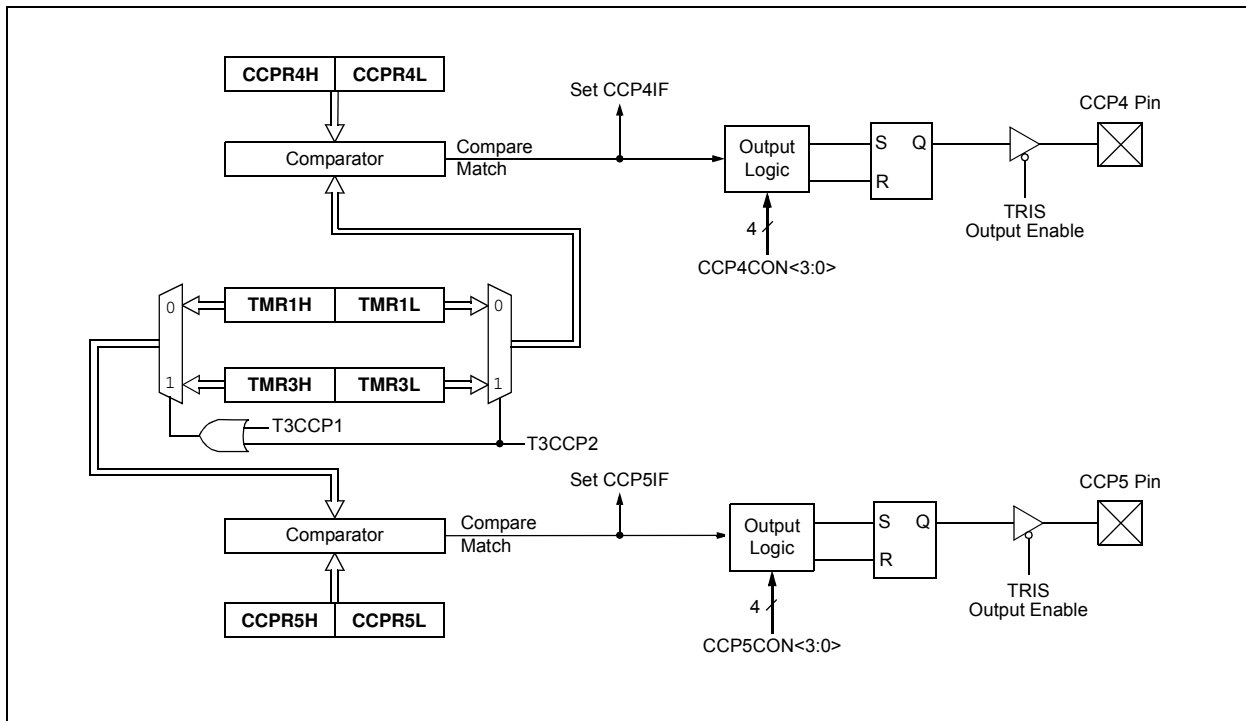 CCPR4H CCPR4L
Set CCP4IF
CCP4 Pin
Comparator
Compare
Match
Output
Logic
S Q
R
TRIS
Output Enable
4
CCP4CON<3:0>
0 TMR1H TMR1L 0
1 TMR3H TMR3L 1
T3CCP1
T3CCP2
Set CCP5IF
CCP5 Pin
Comparator
Compare
Match
Output
Logic
S Q
R
TRIS
Output Enable
4
CCPR5H CCPR5L
CCP5CON<3:0>